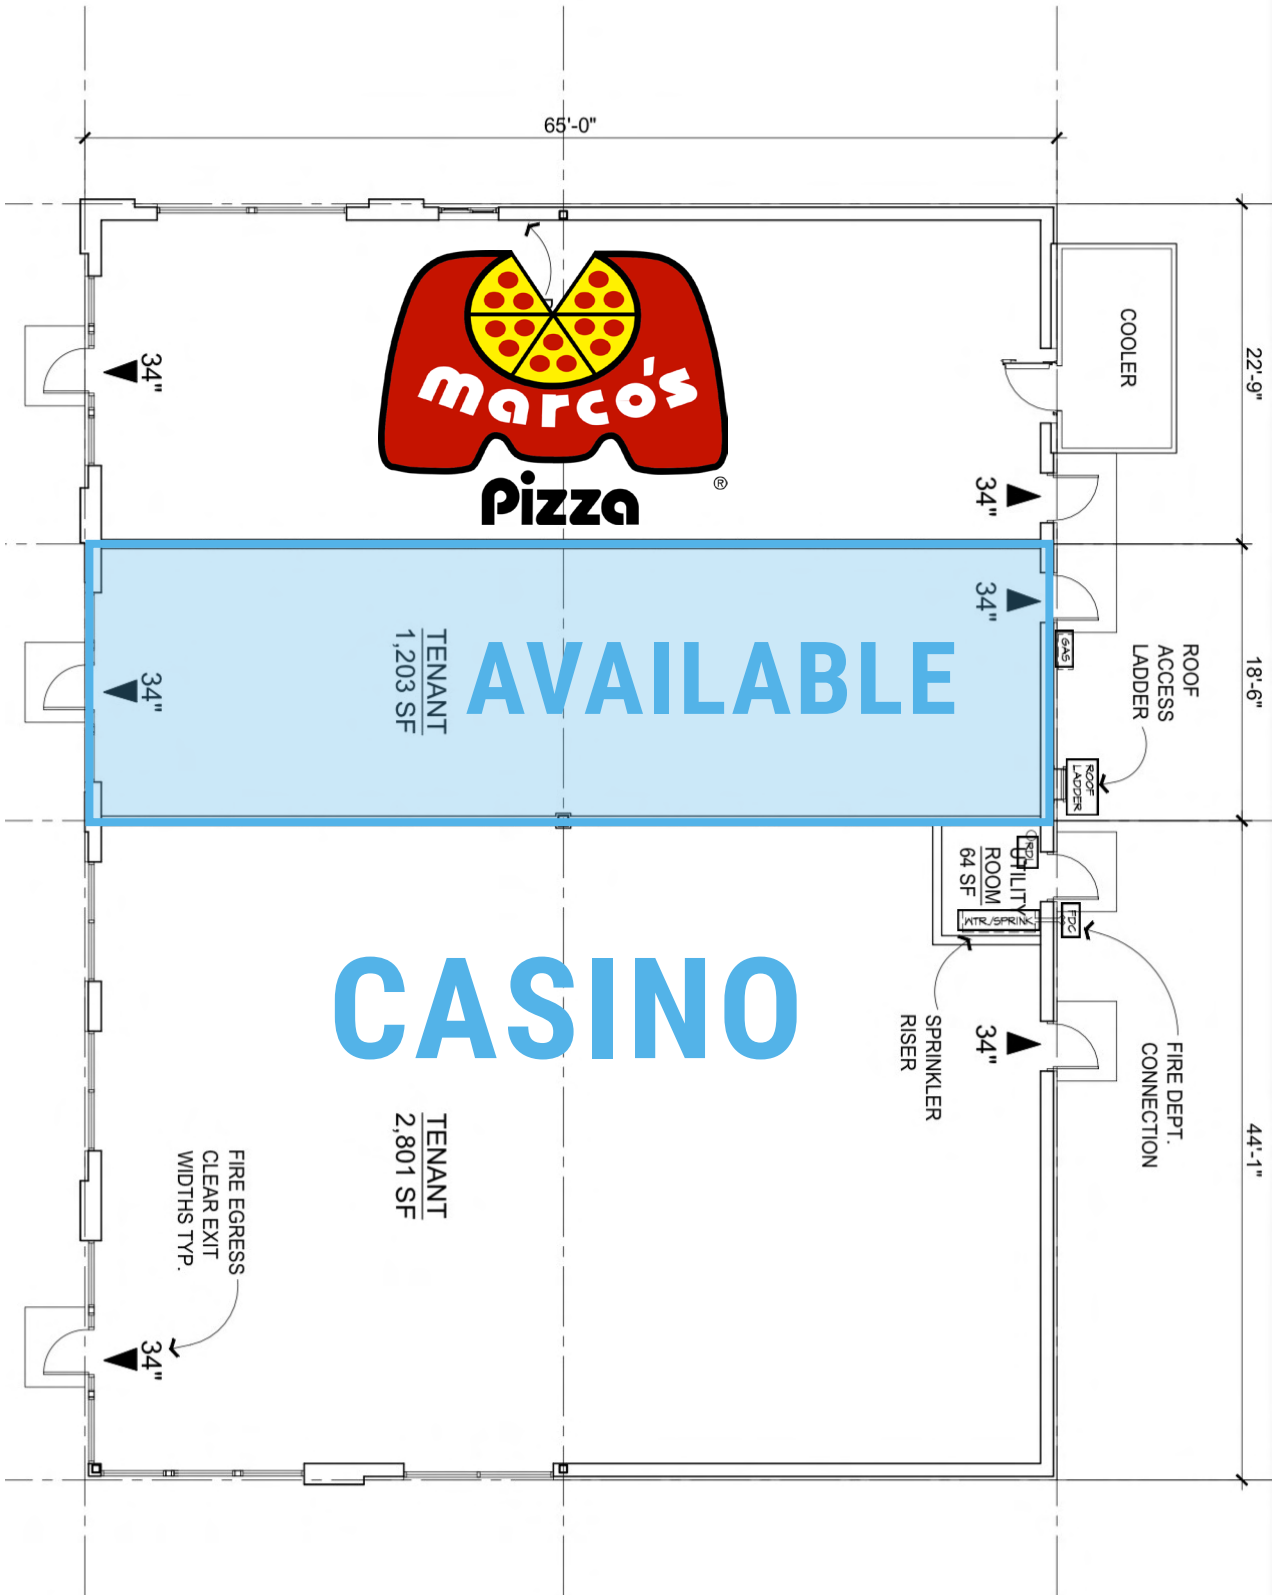 65'-0"
marco's
Pizza
®
34"
COOLER
22'-9"
34"
34"
TENANT
1,203 SF
AVAILABLE
34"
GAS
ROOF
ACCESS
LADDER
18'-6"
ROOF
LADDER
UTILITY
ROOM
64 SF
RDL
WTR./SPRINK
FDC
CASINO
SPRINKLER
RISER
34"
FIRE DEPT.
CONNECTION
44'-1"
TENANT
2,801 SF
FIRE EGRESS
CLEAR EXIT
WIDTHS TYP.
34"